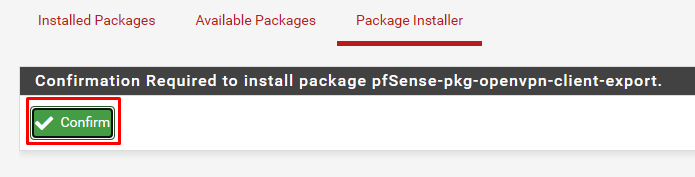 Installed Packages Available Packages Package Installer
Confirmation Required to install package pfSense-pkg-openvpn-client-export.
Confirm